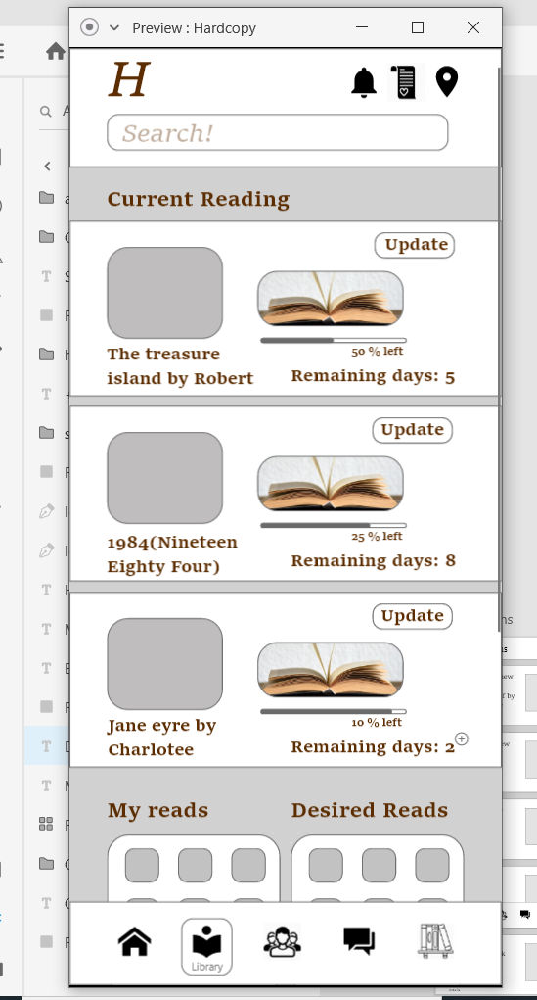 Preview : Hardcopy
H
Search!
Current Reading
Update
50 % left
The treasure
island by Robert
Remaining days: 5
Update
25 % left
1984(Nineteen
Eighty Four)
Remaining days: 8
Update
10 % left
Jane eyre by
Charlotee
Remaining days: 2
My reads
Desired Reads
Library